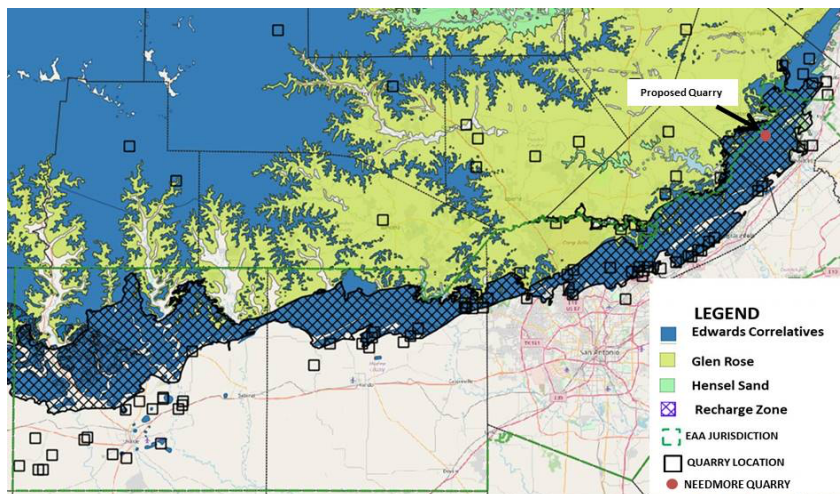 Proposed Quarry
San Antonio
LEGEND
Edwards Correlatives
Glen Rose
Hensel Sand
Recharge Zone
EAA JURISDICTION
QUARRY LOCATION
NEEDMORE QUARRY